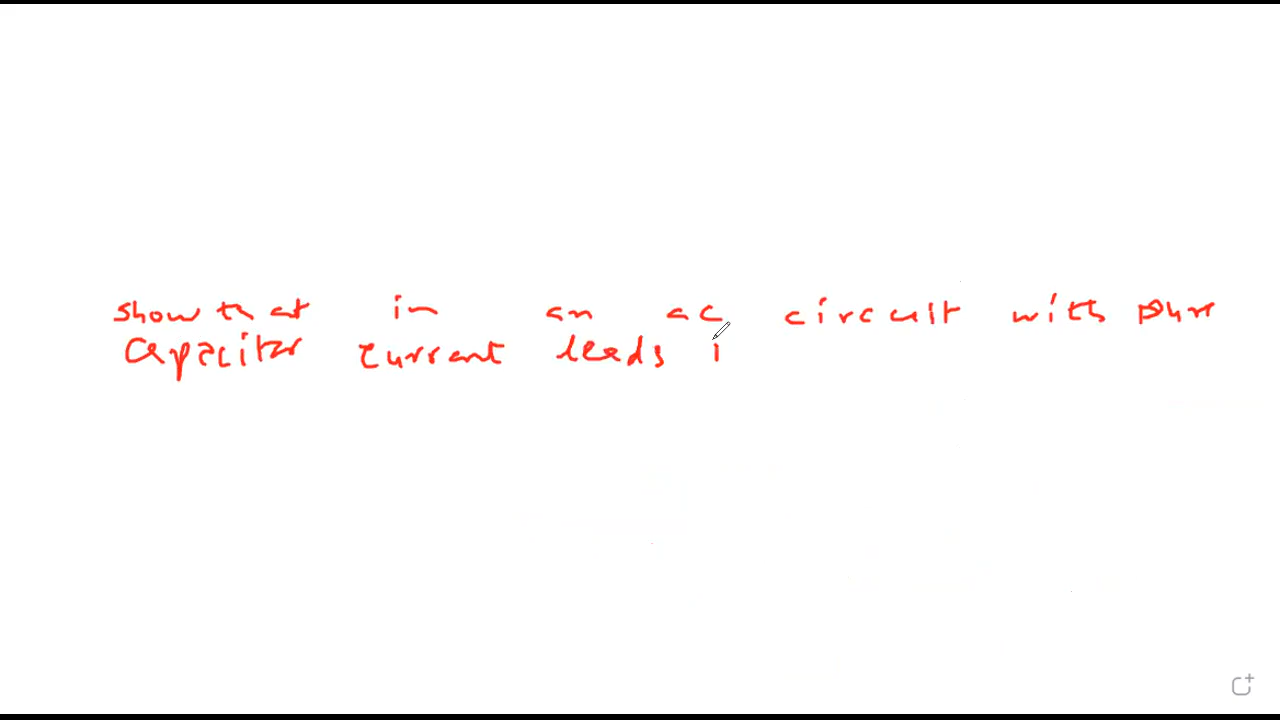 show that in an ac circuit with pure
capacitor current leads i